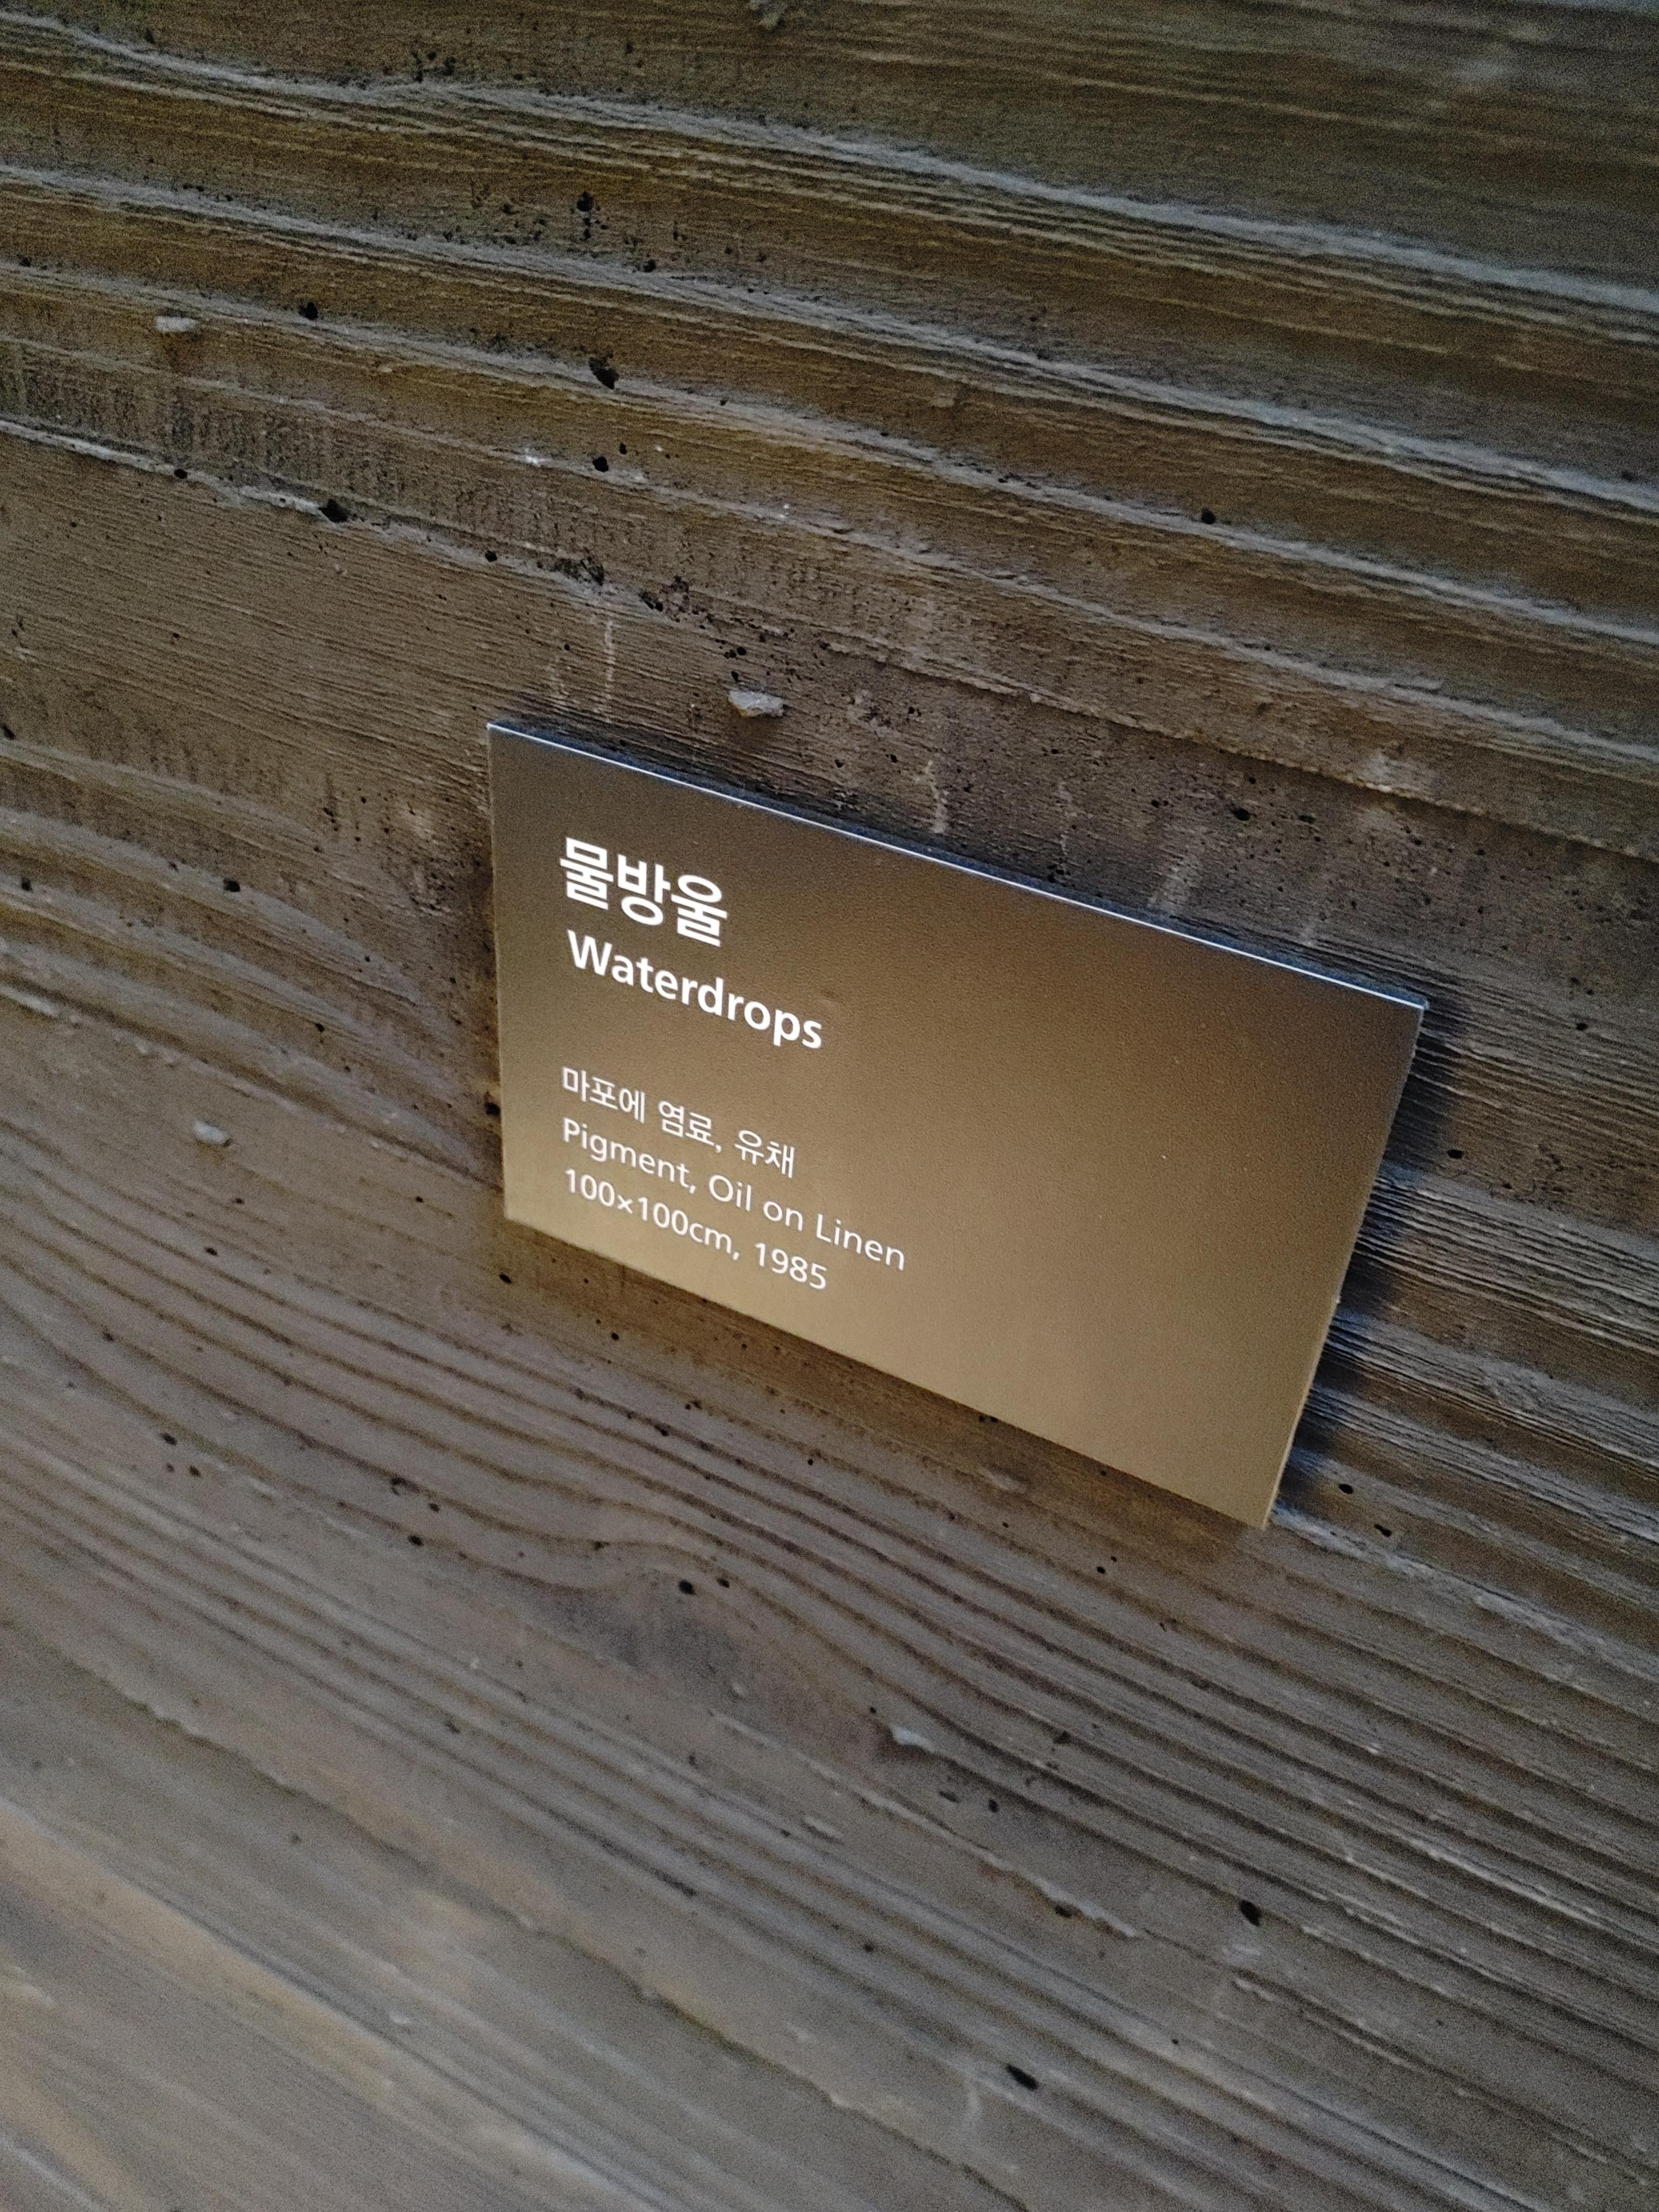 물방울
Waterdrops
마포에 염료, 유채
Pigment, Oil on Linen
100×100cm, 1985